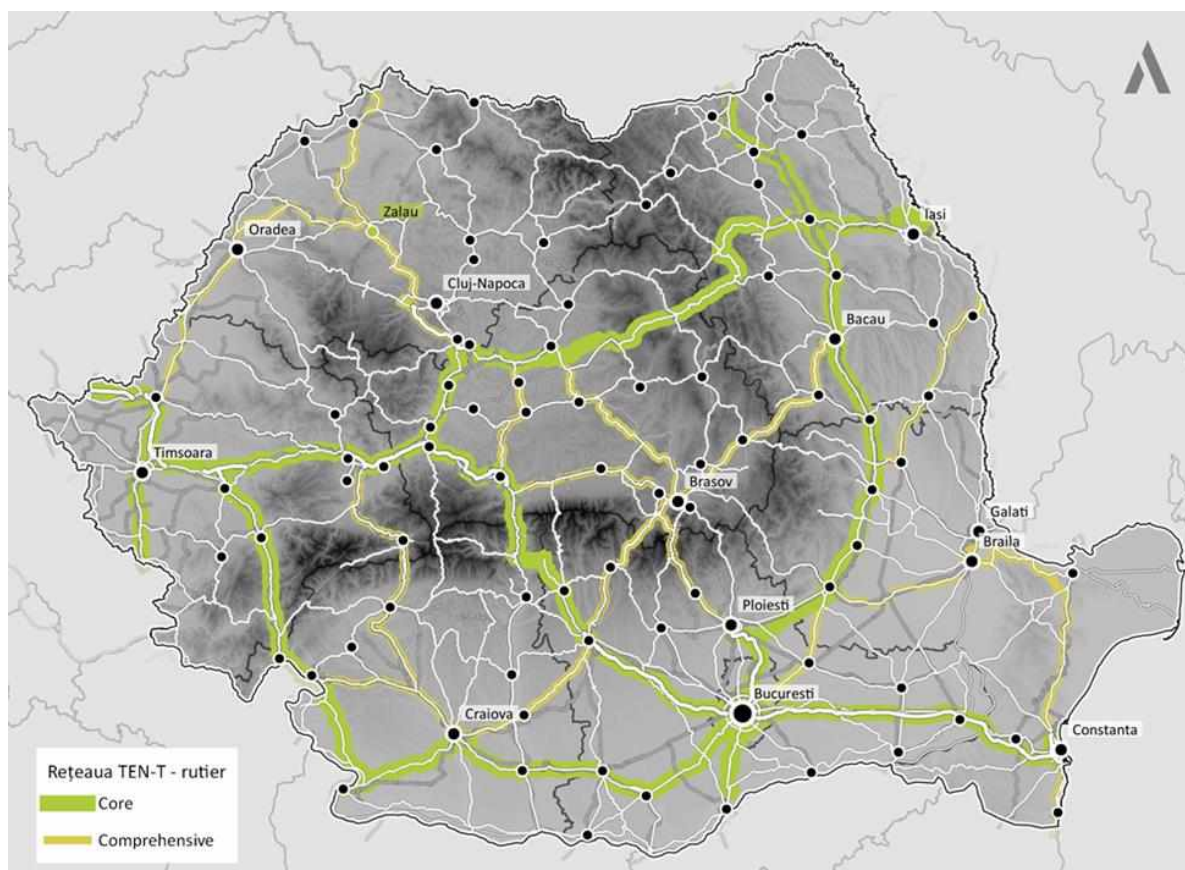 Zalau
Iasi
Oradea
Cluj-Napoca
Bacau
Timsoara
Brasov
Galati
Braila
Ploiesti
Bucuresti
Craiova
Constanta
Rețeaua TEN-T - rutier
Core
Comprehensive